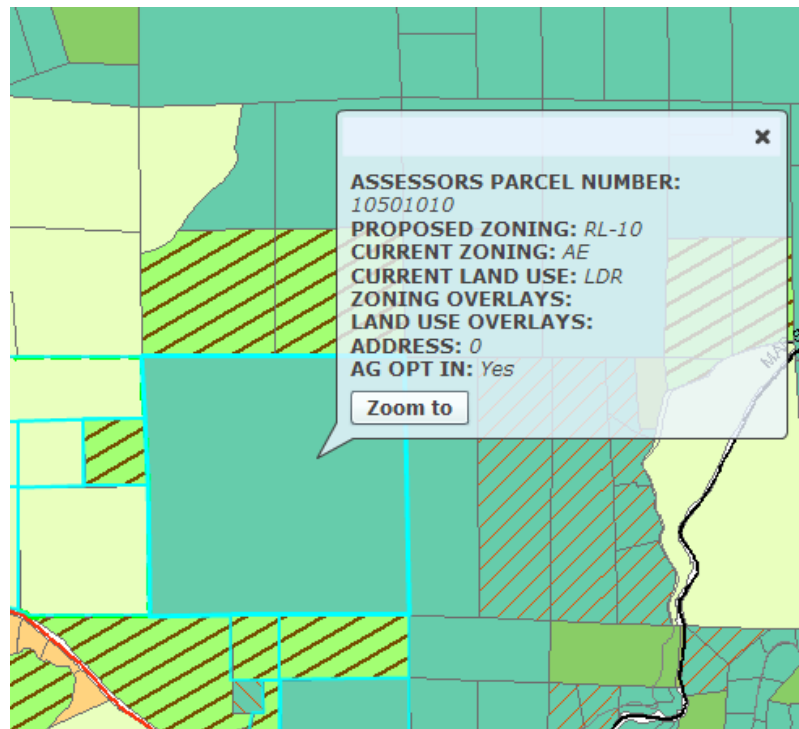 ASSESSORS PARCEL NUMBER:
10501010
PROPOSED ZONING: RL-10
CURRENT ZONING: AE
CURRENT LAND USE: LDR
ZONING OVERLAYS:
LAND USE OVERLAYS:
ADDRESS: 0
AG OPT IN: Yes
Zoom to